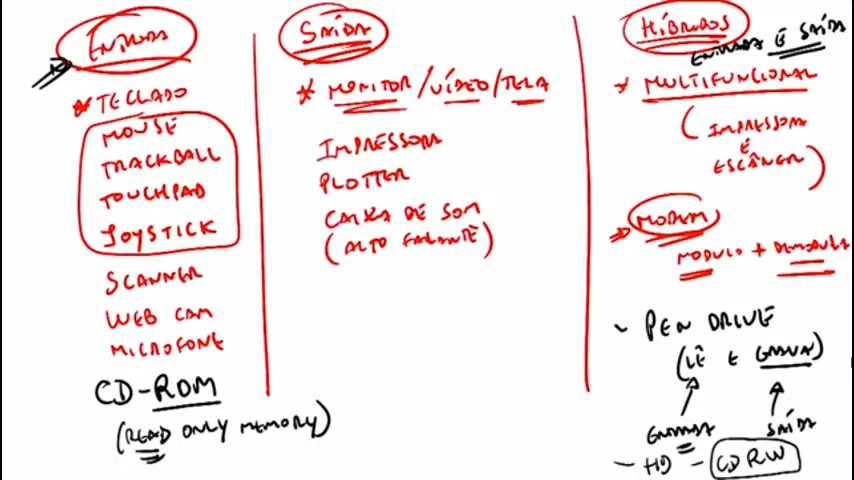 ENTRADA
* TECLADO
MOUSE
TRACKBALL
TOUCHPAD
JOYSTICK
SCANNER
WEB CAM
MICROFONE
CD-ROM
(READ ONLY MEMORY)
SAÍDA
* MONITOR/VÍDEO/TELA
IMPRESSORA
PLOTTER
CAIXA DE SOM
(ALTO FALANTE)
HÍBRIDOS
ENTRADA E SAÍDA
* MULTIFUNCIONAL
(IMPRESSORA
E
ESCÂNER)
MODEM
MODULA + DEMODULA
- PEN DRIVE
(LÊ E GRAVA)
ENTRADA SAÍDA
- HD - CD RW